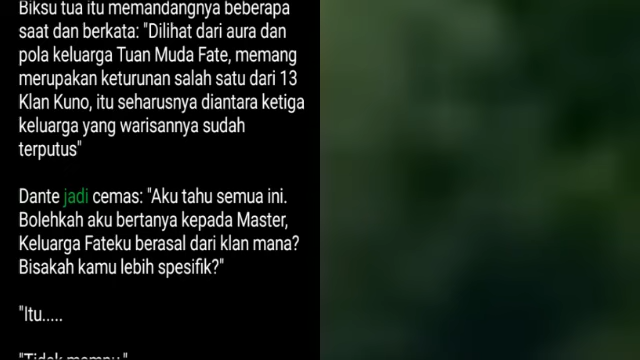 Biksu tua itu memandangnya beberapa
saat dan berkata: "Dilihat dari aura dan
pola keluarga Tuan Muda Fate, memang
merupakan keturunan salah satu dari 13
Klan Kuno, itu seharusnya diantara ketiga
keluarga yang warisannya sudah
terputus"
Dante jadi cemas: "Aku tahu semua ini.
Bolehkah aku bertanya kepada Master,
Keluarga Fateku berasal dari klan mana?
Bisakah kamu lebih spesifik?"
"Itu.....
"Tidak mampu."